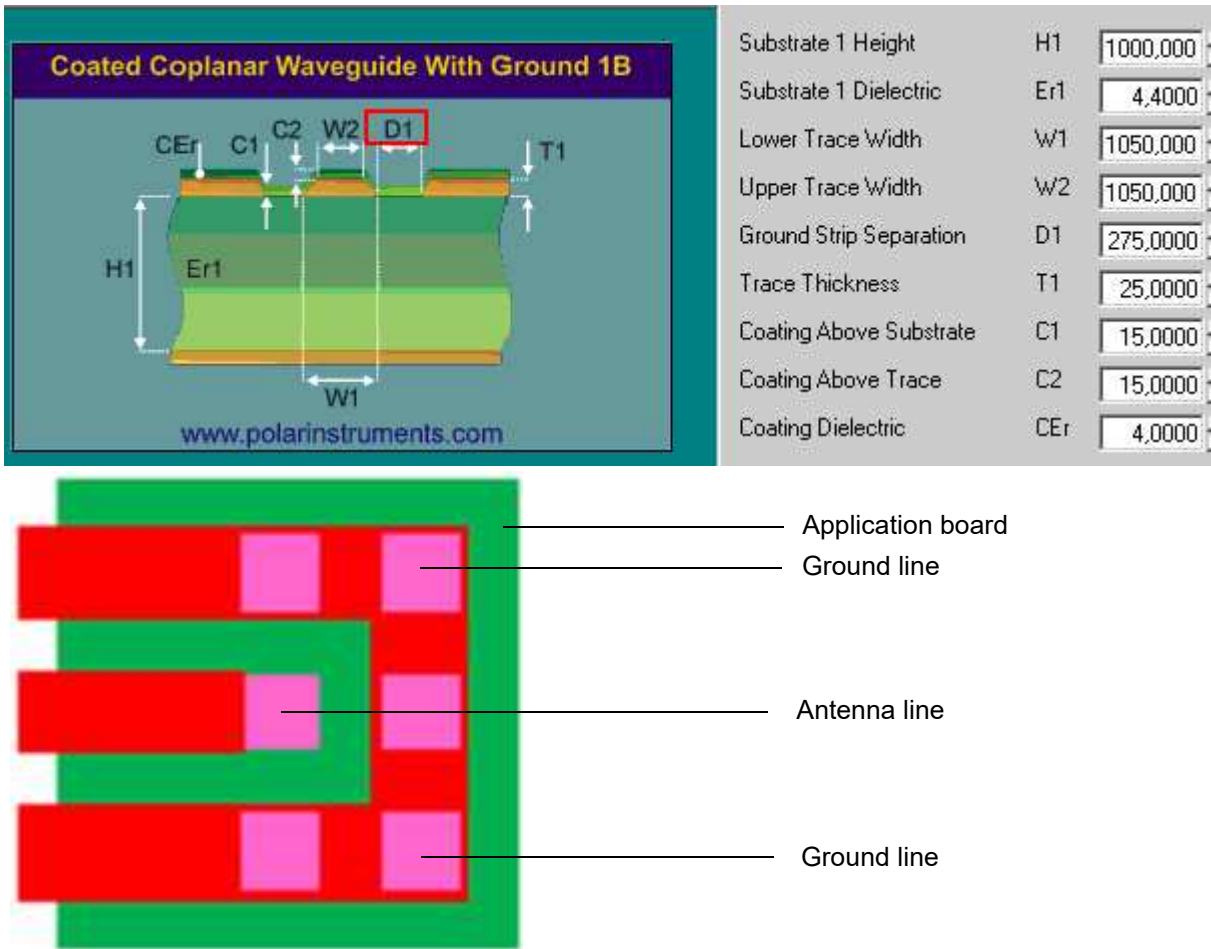 Coated Coplanar Waveguide With Ground 1B
CEr C1 C2 W2 D1 T1
H1 Er1
W1
www.polarinstruments.com
Substrate 1 Height H1 1000,000
Substrate 1 Dielectric Er1 4,4000
Lower Trace Width W1 1050,000
Upper Trace Width W2 1050,000
Ground Strip Separation D1 275,0000
Trace Thickness T1 25,0000
Coating Above Substrate C1 15,0000
Coating Above Trace C2 15,0000
Coating Dielectric CEr 4,0000
Application board
Ground line
Antenna line
Ground line